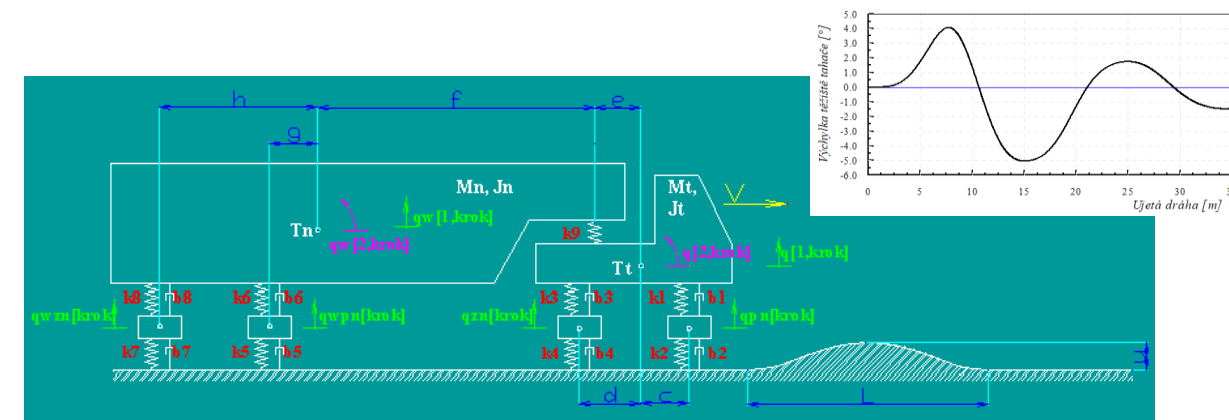 5.0
4.0
3.0
2.0
1.0
0.0
-1.0
-2.0
-3.0
-4.0
-5.0
-6.0
Výchylka těžiště tahače [°]
0 5 10 15 20 25 30
Ujetá dráha [m]
h f e
g
Mn, Jn
Mt,
Jt
V
qw[1,krok]
Tn
qw[2,krok]
k9
q[2,krok]
q[1,krok]
Tt
k8 b8 k6 b6 k3 b3 k1 b1
qwzn[krok] qwpn[krok] qzn[krok] qpn[krok]
k7 b7 k5 b5 k4 b4 k2 b2
d c L